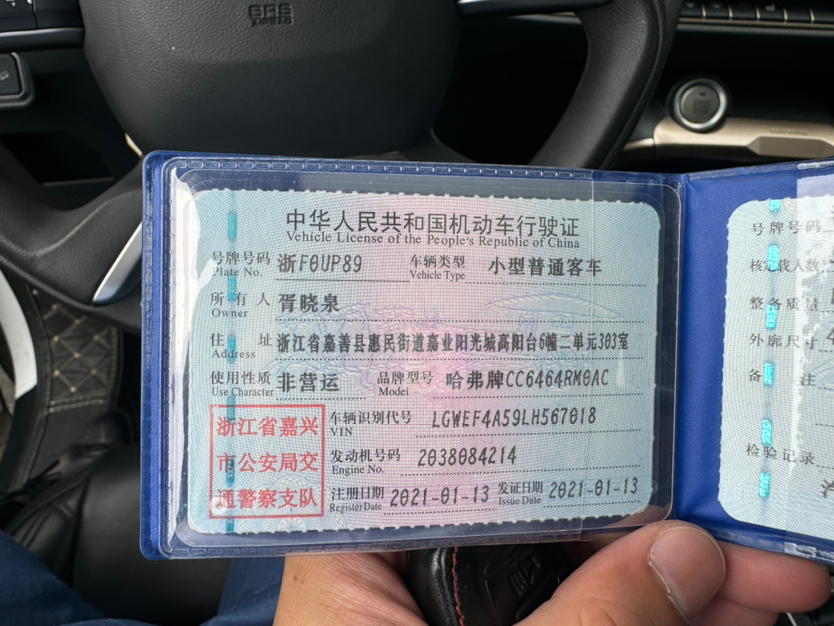 SRS
AIRBAG
中华人民共和国机动车行驶证
Vehicle License of the People's Republic of China
号牌号码 浙F0UP89 车辆类型 小型普通客车
Plate No. Vehicle Type
所有人 胥晓泉
Owner
住址 浙江省嘉善县惠民街道嘉业阳光城高阳台6幢二单元303室
Address
使用性质 非营运 品牌型号 哈弗牌CC6464RM0AC
Use Character Model
浙江省嘉兴
市公安局交
通警察支队
车辆识别代号 LGWEF4A59LH567018
VIN
发动机号码 2038084214
Engine No.
注册日期 2021-01-13 发证日期 2021-01-13
Register Date Issue Date
号牌号码
核定载人数
整备质量
外廓尺寸
备注
检验记录